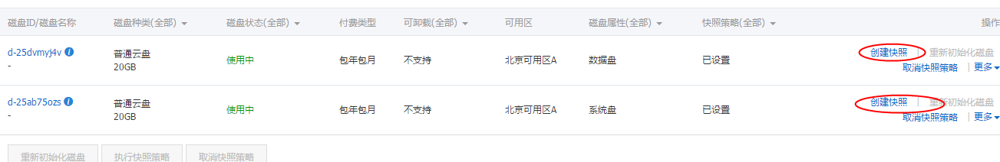 磁盘ID/磁盘名称 磁盘种类(全部) 磁盘状态(全部) 付费类型 可卸载(全部) 可用区 磁盘属性(全部) 快照策略(全部) 操作
d-25dvmyj4v 普通云盘 使用中 包年包月 不支持 北京可用区A 数据盘 已设置 创建快照 | 重新初始化磁盘
- 20GB 取消快照策略 | 更多
d-25ab75ozs 普通云盘 使用中 包年包月 不支持 北京可用区A 系统盘 已设置 创建快照 | 重新初始化磁盘
- 20GB 取消快照策略 | 更多
重新初始化磁盘 执行快照策略 取消快照策略